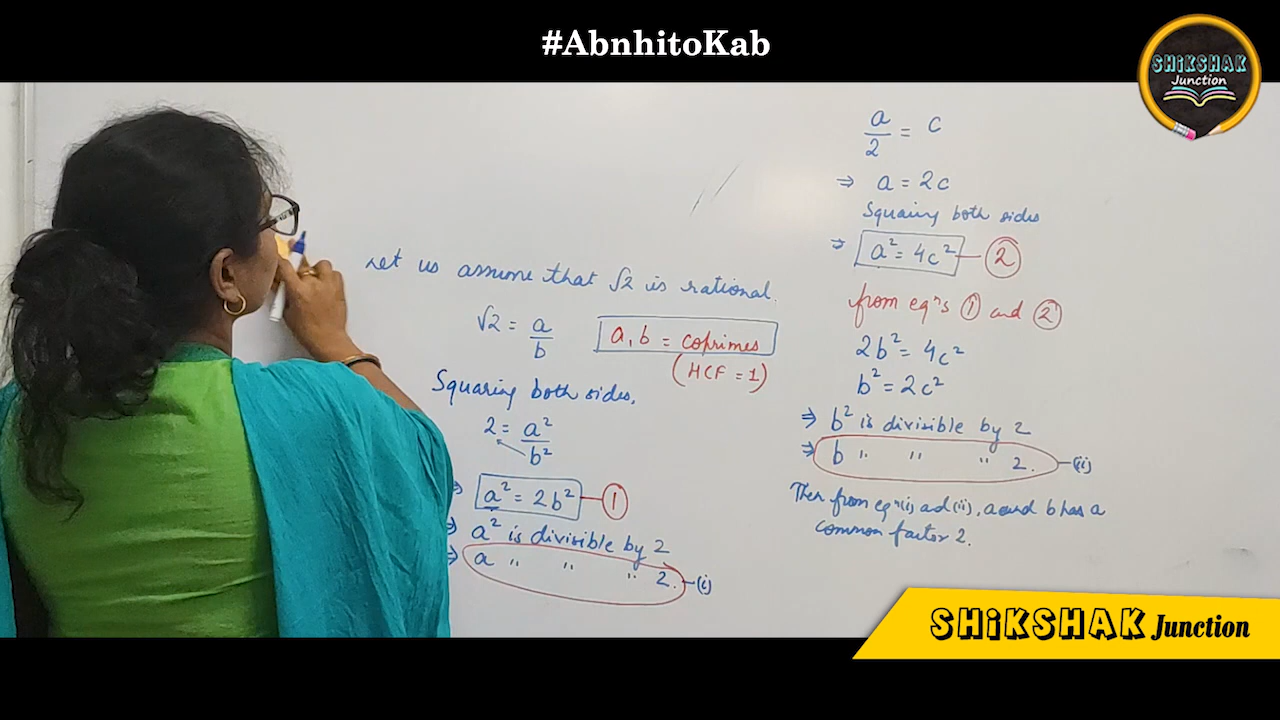 #AbnhitoKab
SHiKSHAK
Junction
Let us assume that √2 is rational.
√2 = a/b
a, b = coprimes
(HCF = 1)
Squaring both sides,
2 = a²/b²
⇒ a² = 2b² — ①
⇒ a² is divisible by 2
⇒ a " " " 2. — (i)
a/2 = c
⇒ a = 2c
Squaring both sides
⇒ a² = 4c² — ②
from eqⁿs ① and ②
2b² = 4c²
b² = 2c²
⇒ b² is divisible by 2
⇒ b " " " 2. — (ii)
Then from eqⁿ(i) ad (ii), a and b has a
common factor 2.
SHiKSHAK Junction